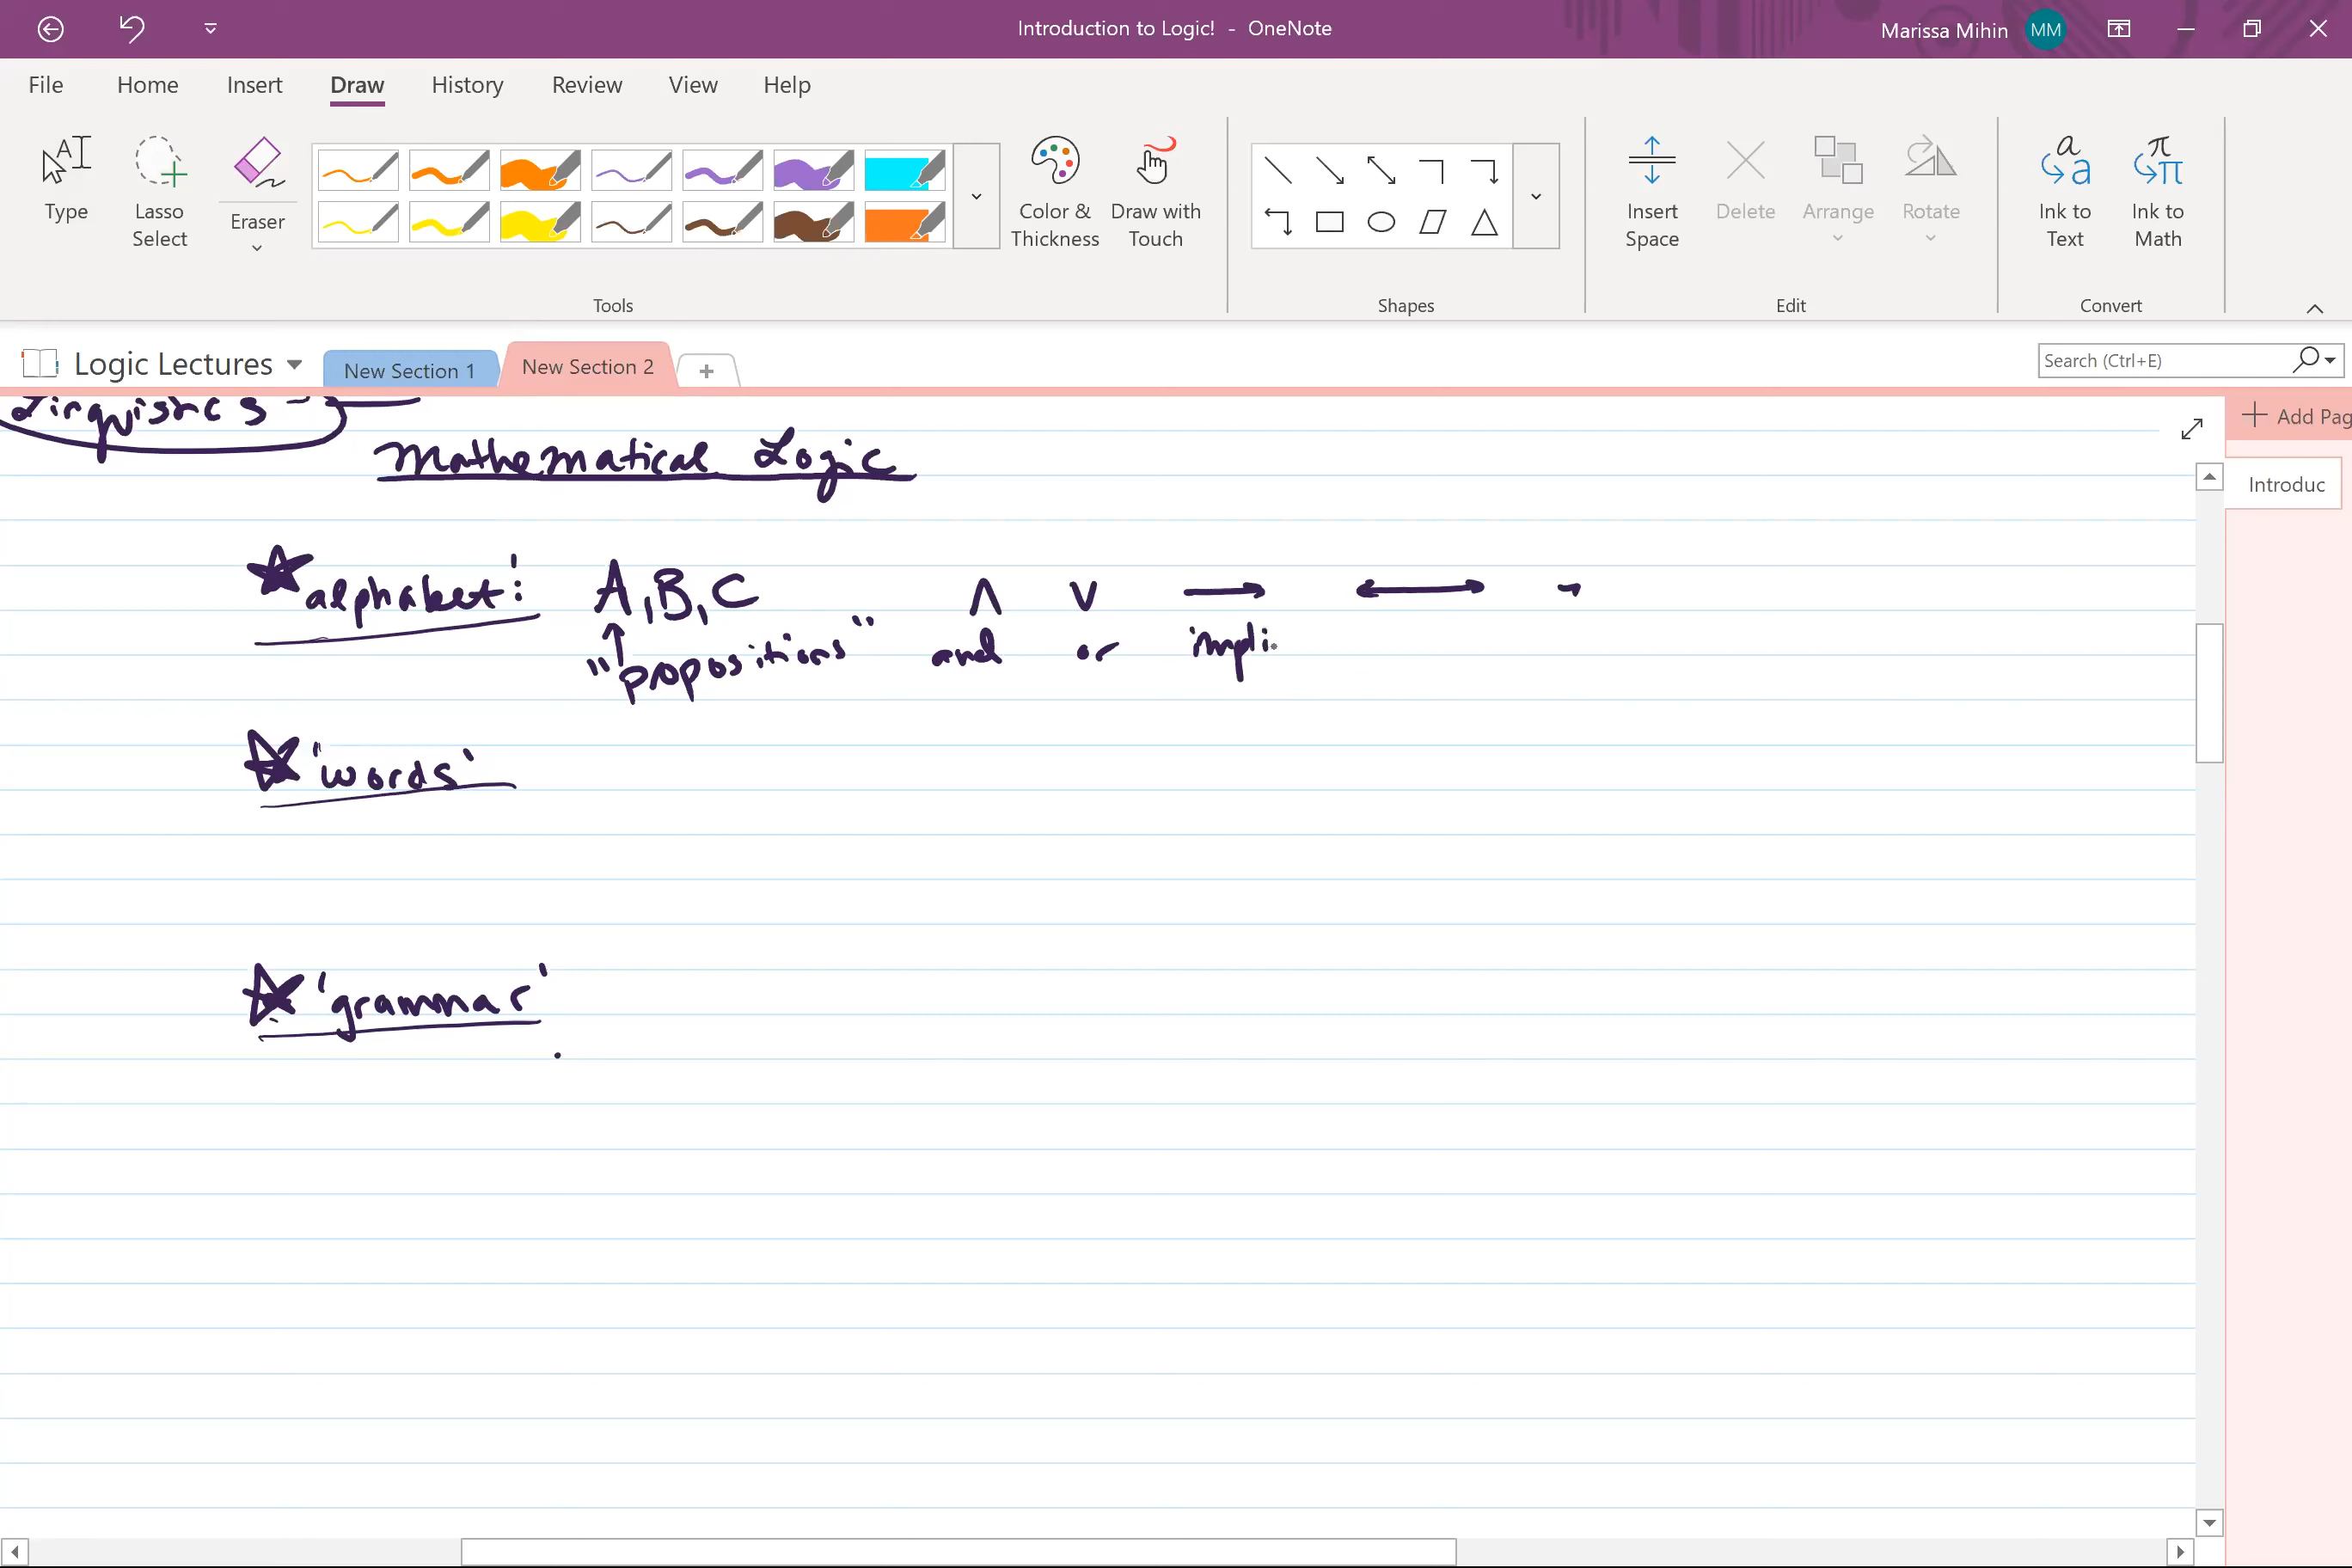 Introduction to Logic! - OneNote
Marissa Mihin MM
File Home Insert Draw History Review View Help
Type
Lasso Select
Eraser
Color & Thickness
Draw with Touch
Insert Space
Delete
Arrange
Rotate
Ink to Text
Ink to Math
Tools Shapes Edit Convert
Logic Lectures New Section 1 New Section 2 +
Search (Ctrl+E)
Add Pag
Introduc
Linguistics →
Mathematical Logic
'alphabet': A, B, C ∧ ∨ → ↔ ¬
"propositions" and or impli
'words'
'grammar'